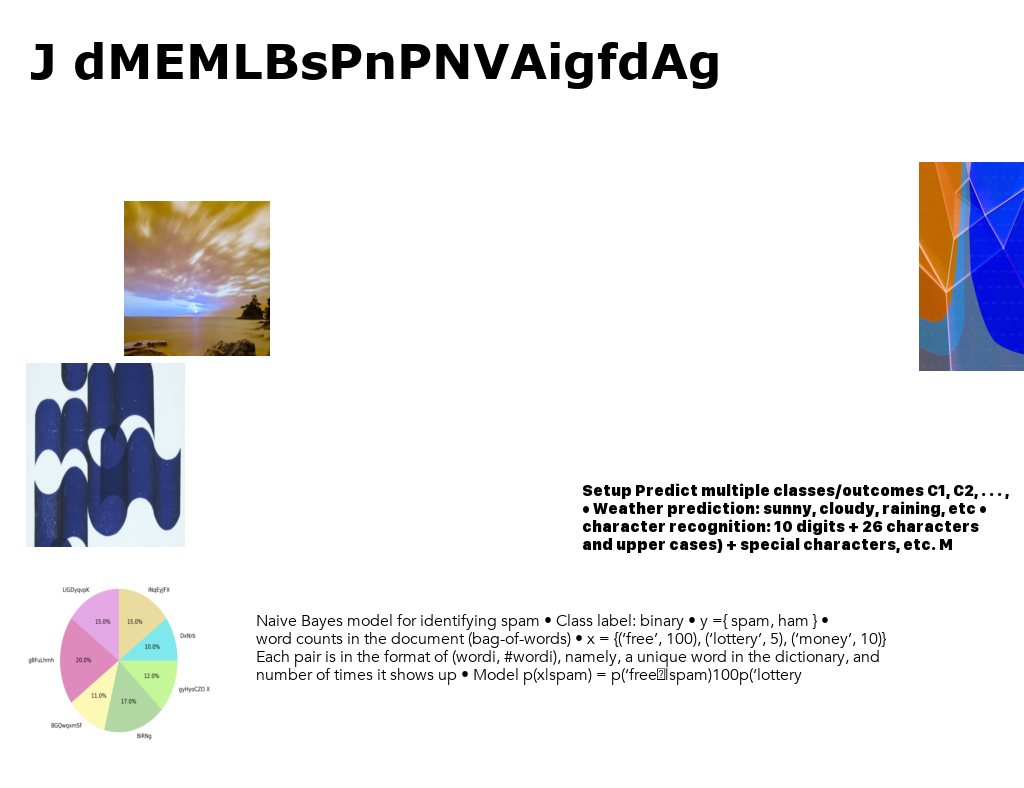 J dMEMLBsPnPNVAigfdAg
Setup Predict multiple classes/outcomes C1, C2, . . . ,
• Weather prediction: sunny, cloudy, raining, etc •
character recognition: 10 digits + 26 characters
and upper cases) + special characters, etc. M
LIGDyqvpK
INqEyjFX
15.0%
15.0%
DxNrb
10.0%
gBFuLhmh
20.0%
12.0%
gyHyoCZO X
11.0%
17.0%
BGQwqxmSF
BiRNg
Naive Bayes model for identifying spam • Class label: binary • y ={ spam, ham } •
word counts in the document (bag-of-words) • x = {(‘free’, 100), (‘lottery’, 5), (‘money’, 10)}
Each pair is in the format of (wordi, #wordi), namely, a unique word in the dictionary, and
number of times it shows up • Model p(x|spam) = p(‘free|spam)100p(‘lottery